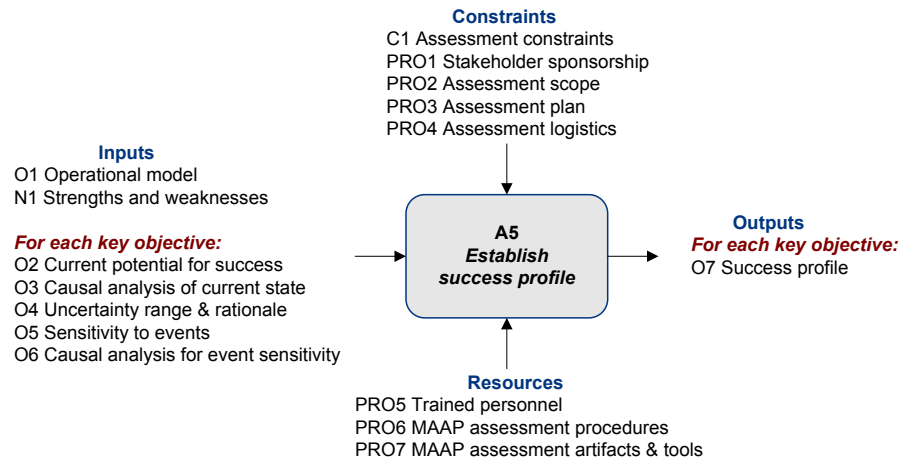 Constraints
C1 Assessment constraints
PRO1 Stakeholder sponsorship
PRO2 Assessment scope
PRO3 Assessment plan
PRO4 Assessment logistics
Inputs
O1 Operational model
N1 Strengths and weaknesses
For each key objective:
O2 Current potential for success
O3 Causal analysis of current state
O4 Uncertainty range & rationale
O5 Sensitivity to events
O6 Causal analysis for event sensitivity
A5
Establish
success profile
Outputs
For each key objective:
O7 Success profile
Resources
PRO5 Trained personnel
PRO6 MAAP assessment procedures
PRO7 MAAP assessment artifacts & tools